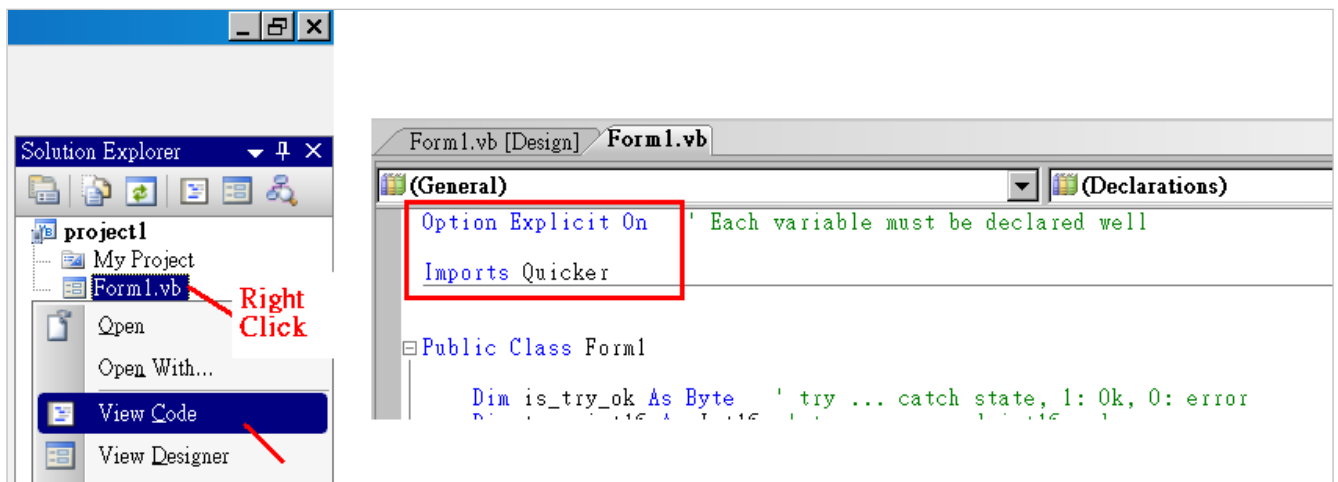 Solution Explorer
project1
My Project
Form1.vb
Right
Click
Open
Open With...
View Code
View Designer
Form1.vb [Design]
Form1.vb
(General)
(Declarations)
Option Explicit On ' Each variable must be declared well
Imports Quicker
Public Class Form1
Dim is_try_ok As Byte ' try ... catch state, 1: Ok, 0: error